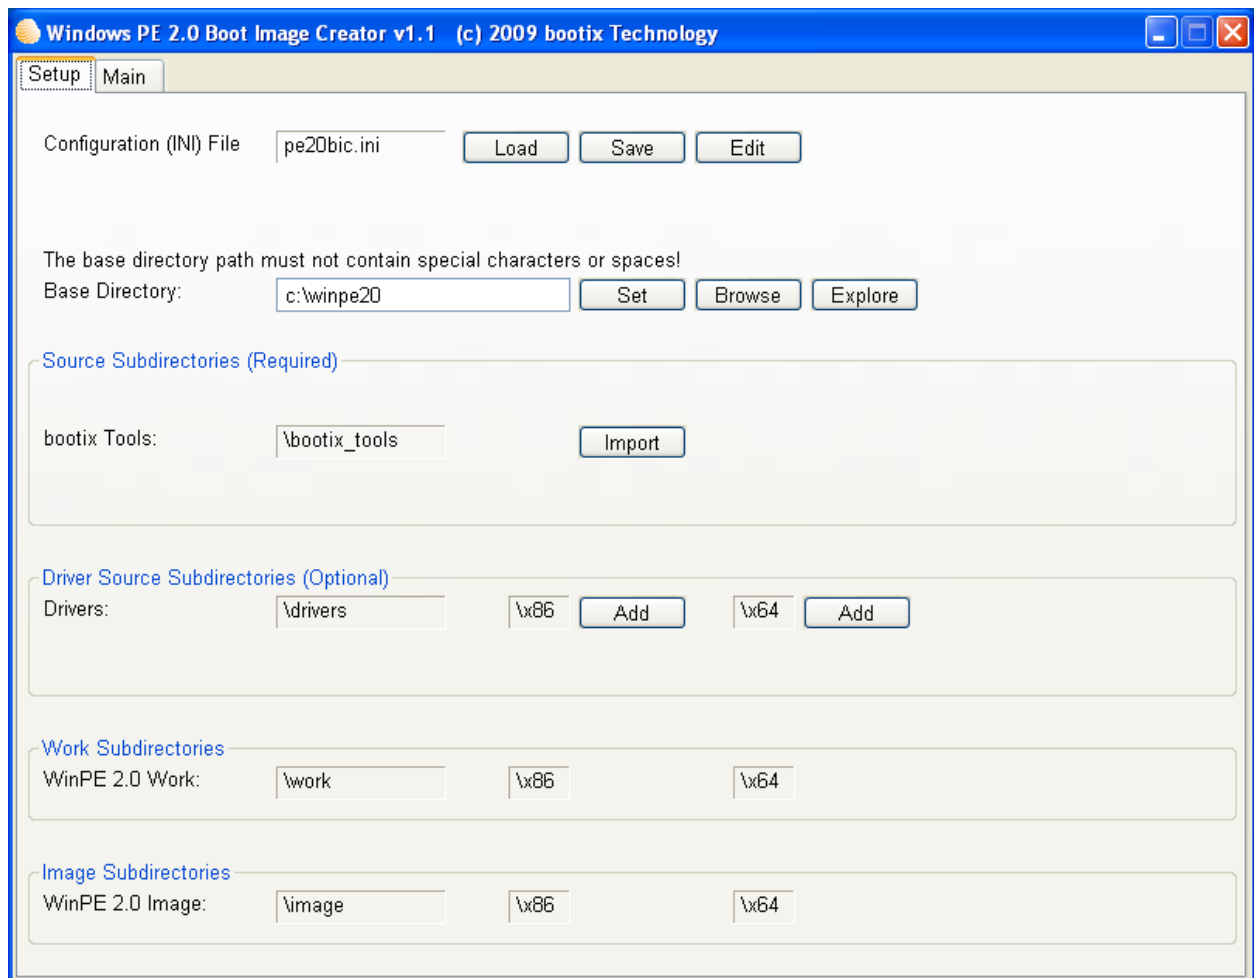 Windows PE 2.0 Boot Image Creator v1.1 (c) 2009 bootix Technology
Setup Main
Configuration (INI) File pe20bic.ini Load Save Edit
The base directory path must not contain special characters or spaces!
Base Directory: c:\winpe20 Set Browse Explore
Source Subdirectories (Required)
bootix Tools: \bootix_tools Import
Driver Source Subdirectories (Optional)
Drivers: \drivers \x86 Add \x64 Add
Work Subdirectories
WinPE 2.0 Work: \work \x86 \x64
Image Subdirectories
WinPE 2.0 Image: \image \x86 \x64